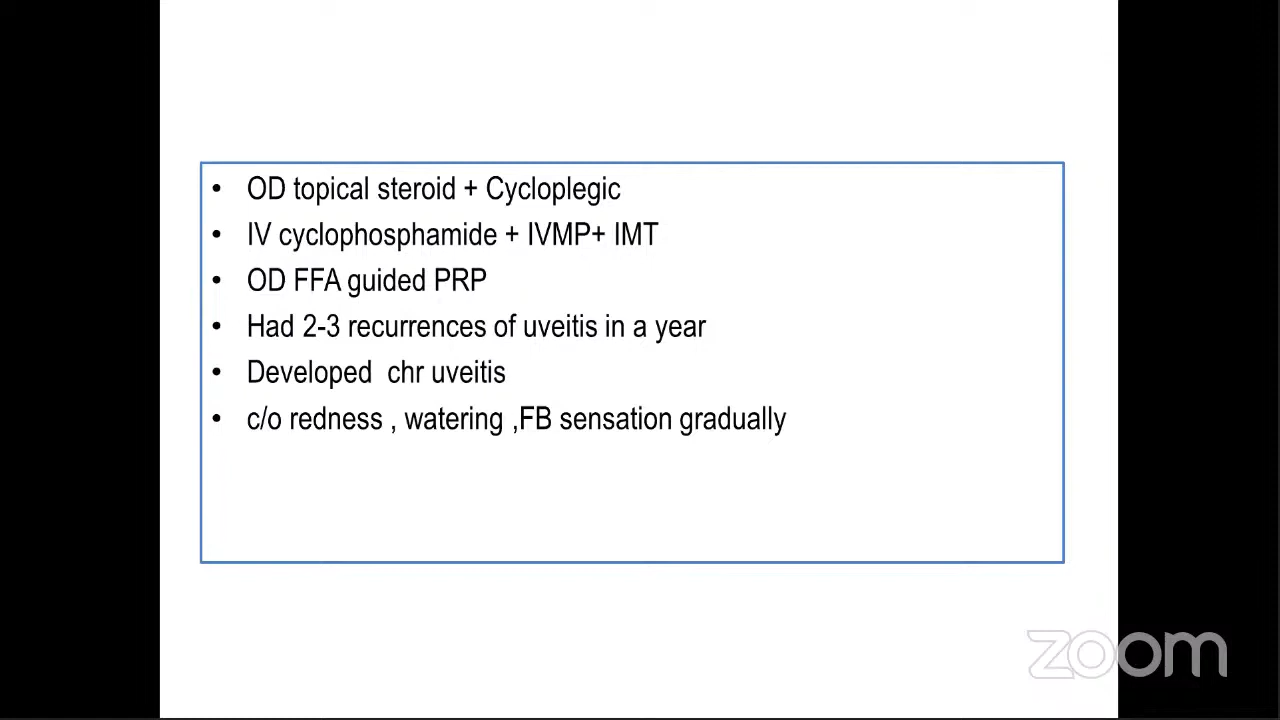 • OD topical steroid + Cycloplegic
• IV cyclophosphamide + IVMP+ IMT
• OD FFA guided PRP
• Had 2-3 recurrences of uveitis in a year
• Developed  chr uveitis
• c/o redness , watering ,FB sensation gradually
zoom